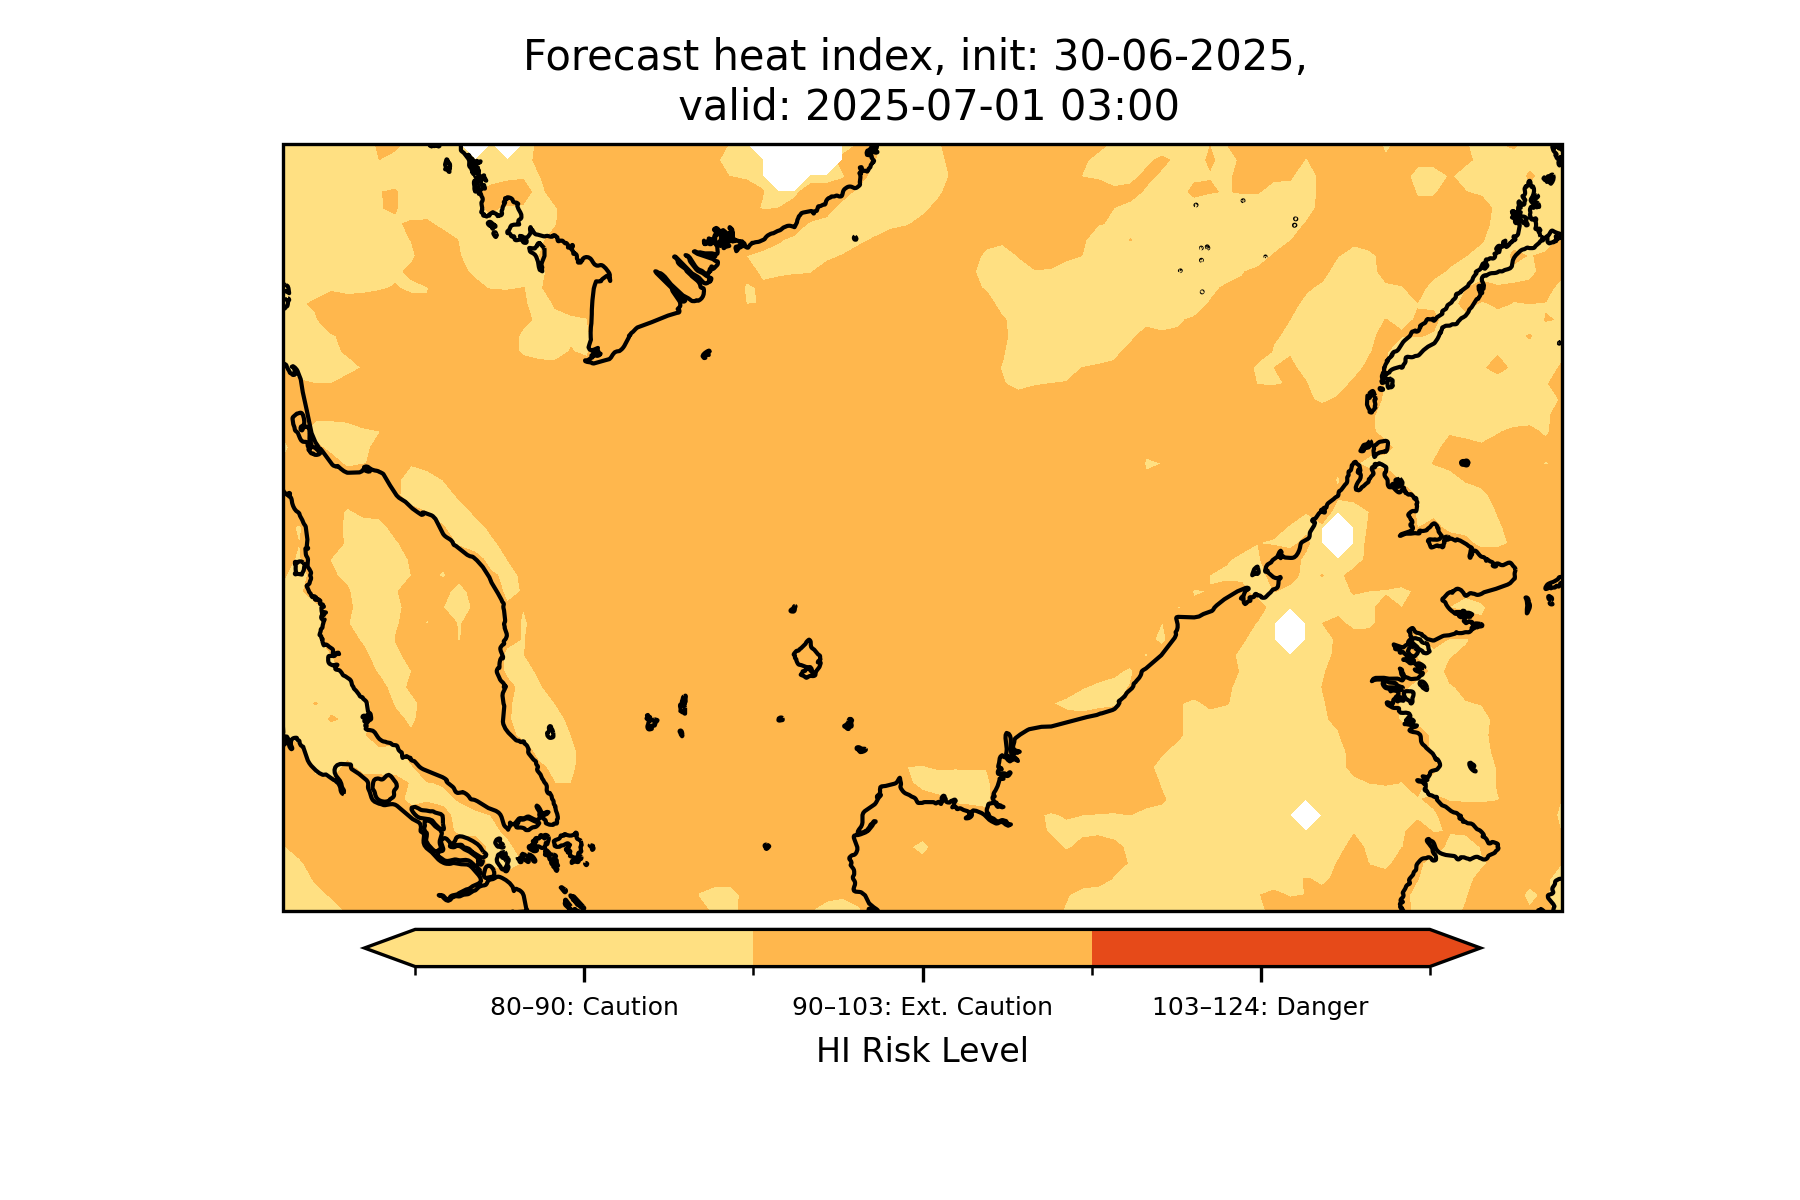 Forecast heat index, init: 30-06-2025,
valid: 2025-07-01 03:00
80–90: Caution
90–103: Ext. Caution
103–124: Danger
HI Risk Level